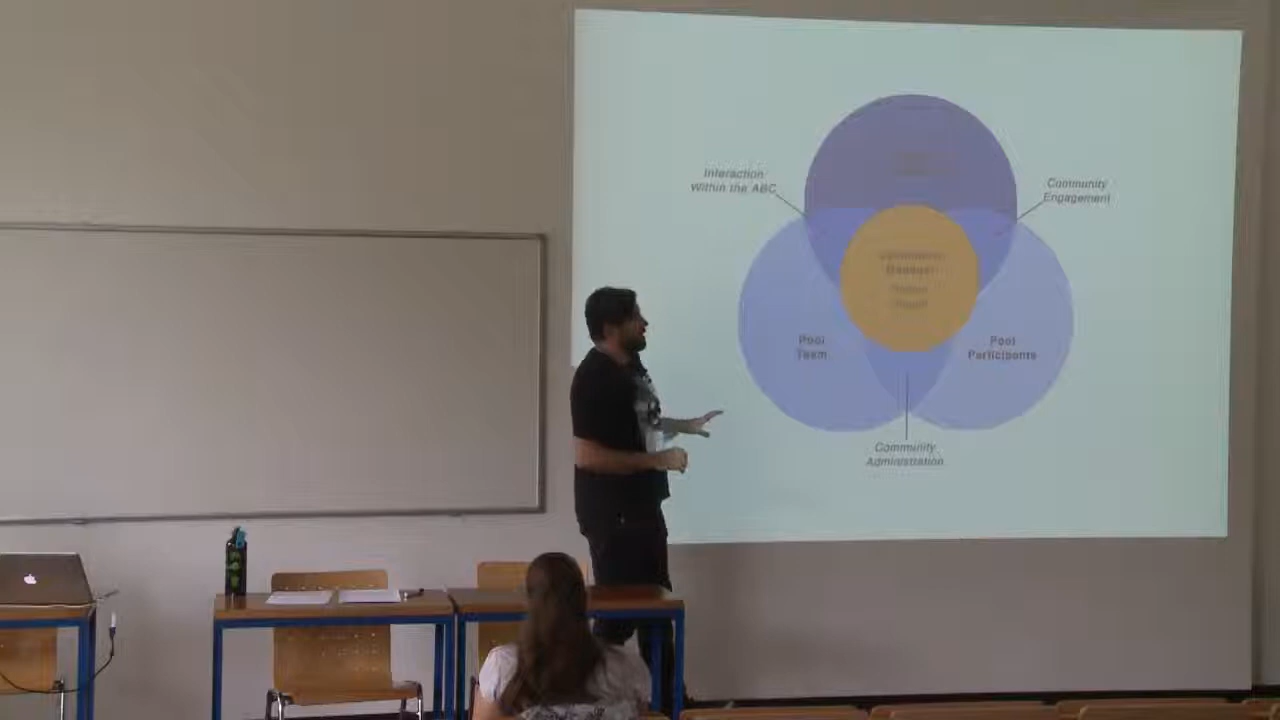 Interaction
Within the ABC
Community
Engagement
Pool
Team
Pool
Participants
Community
Administration